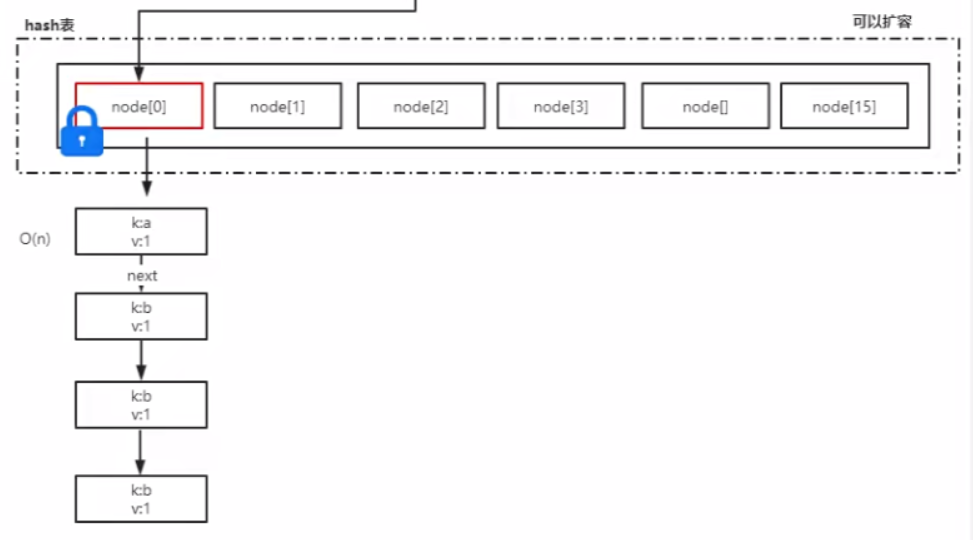 hash表
可以扩容
node[0]
node[1]
node[2]
node[3]
node[]
node[15]
O(n)
k:a
v:1
next
k:b
v:1
k:b
v:1
k:b
v:1